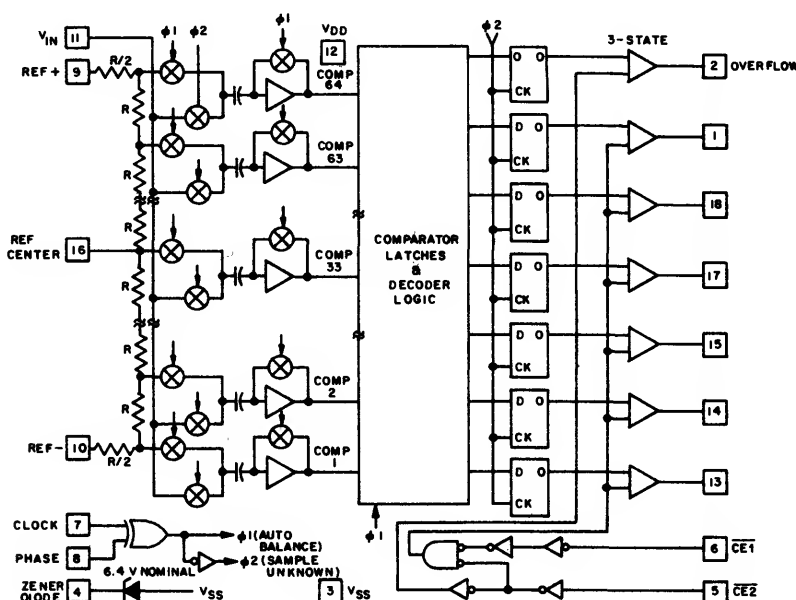 ϕ1
ϕ2
ϕ1
ϕ2
VIN 11
VDD
12
3-STATE
REF+ 9
R/2
COMP
64
O O
CK
2 OVERFLOW
R
COMP
63
D O
CK
1
R
D O
CK
18
R
REF
CENTER
16
COMP
33
COMPARATOR
LATCHES
&
DECODER
LOGIC
D O
CK
17
R
D O
CK
15
R
COMP
2
D O
CK
14
R
REF- 10
R/2
COMP
1
D O
CK
13
ϕ1
CLOCK 7
ϕ1 (AUTO
BALANCE)
PHASE 8
ϕ2 (SAMPLE
UNKNOWN)
6 CE1
6.4 V NOMINAL
ZENER
DIODE
4
VSS
3 VSS
5 CE2